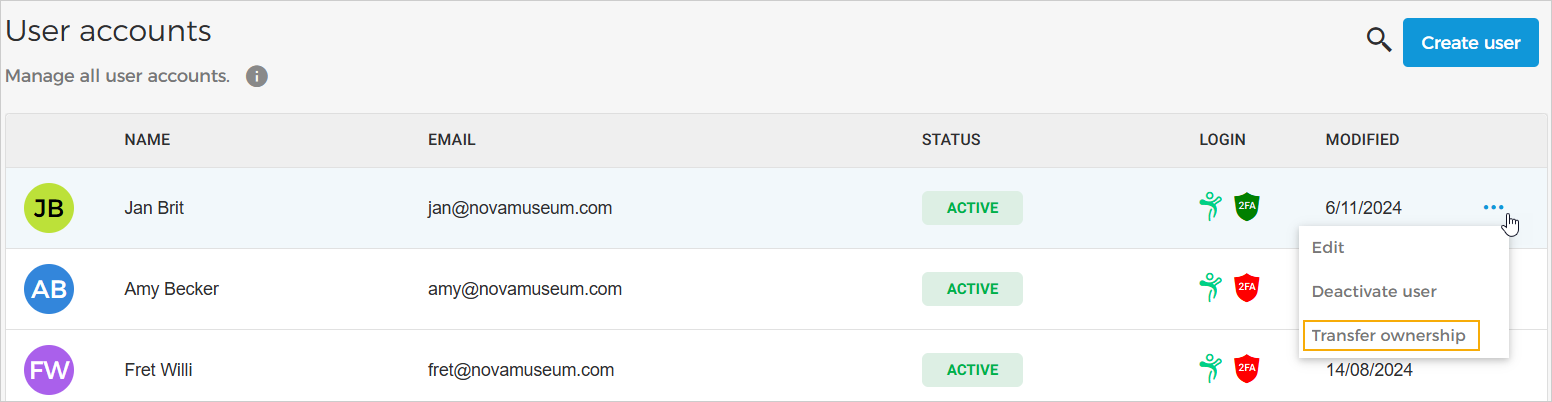 User accounts
Create user
Manage all user accounts. i
NAME EMAIL STATUS LOGIN MODIFIED
JB Jan Brit jan@novamuseum.com ACTIVE 2FA 6/11/2024 ...
Edit
AB Amy Becker amy@novamuseum.com ACTIVE 2FA
Deactivate user
Transfer ownership
FW Fret Willi fret@novamuseum.com ACTIVE 2FA 14/08/2024